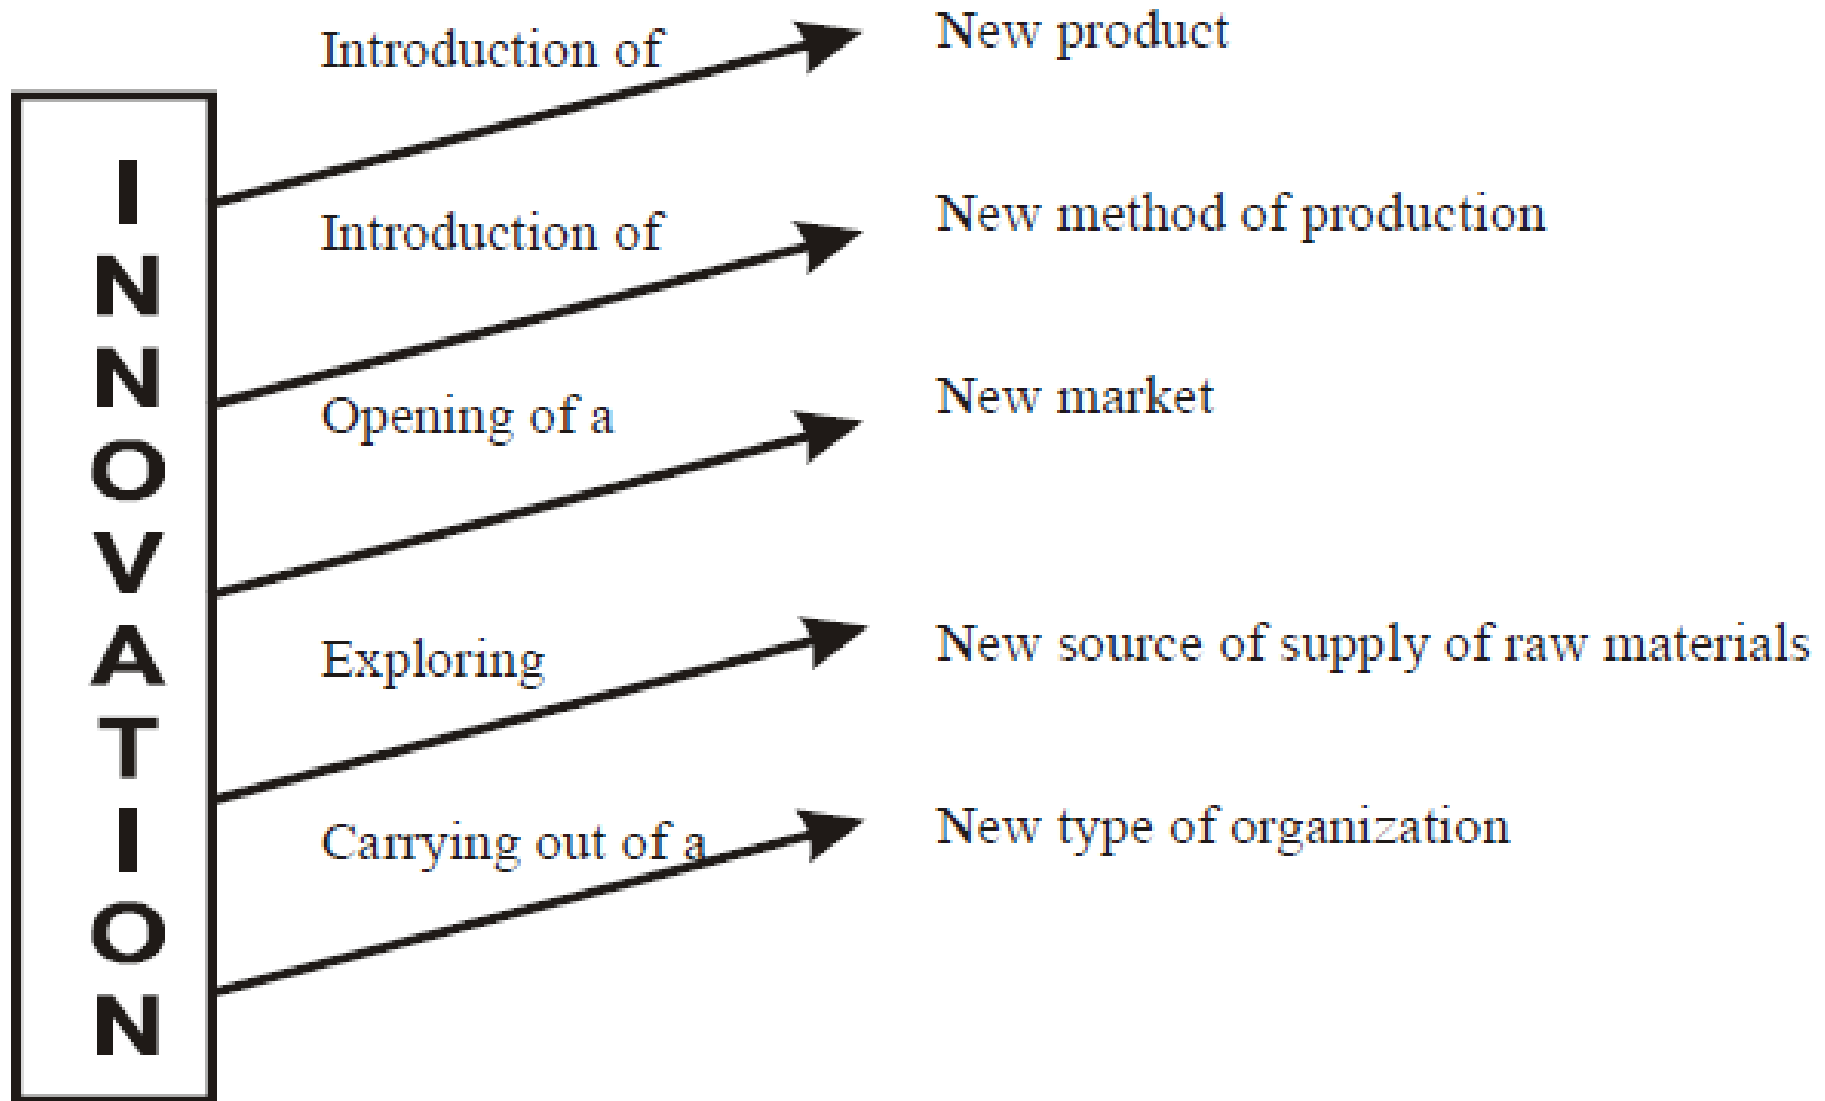 INNOVATION
Introduction of New product
Introduction of New method of production
Opening of a New market
Exploring New source of supply of raw materials
Carrying out of a New type of organization